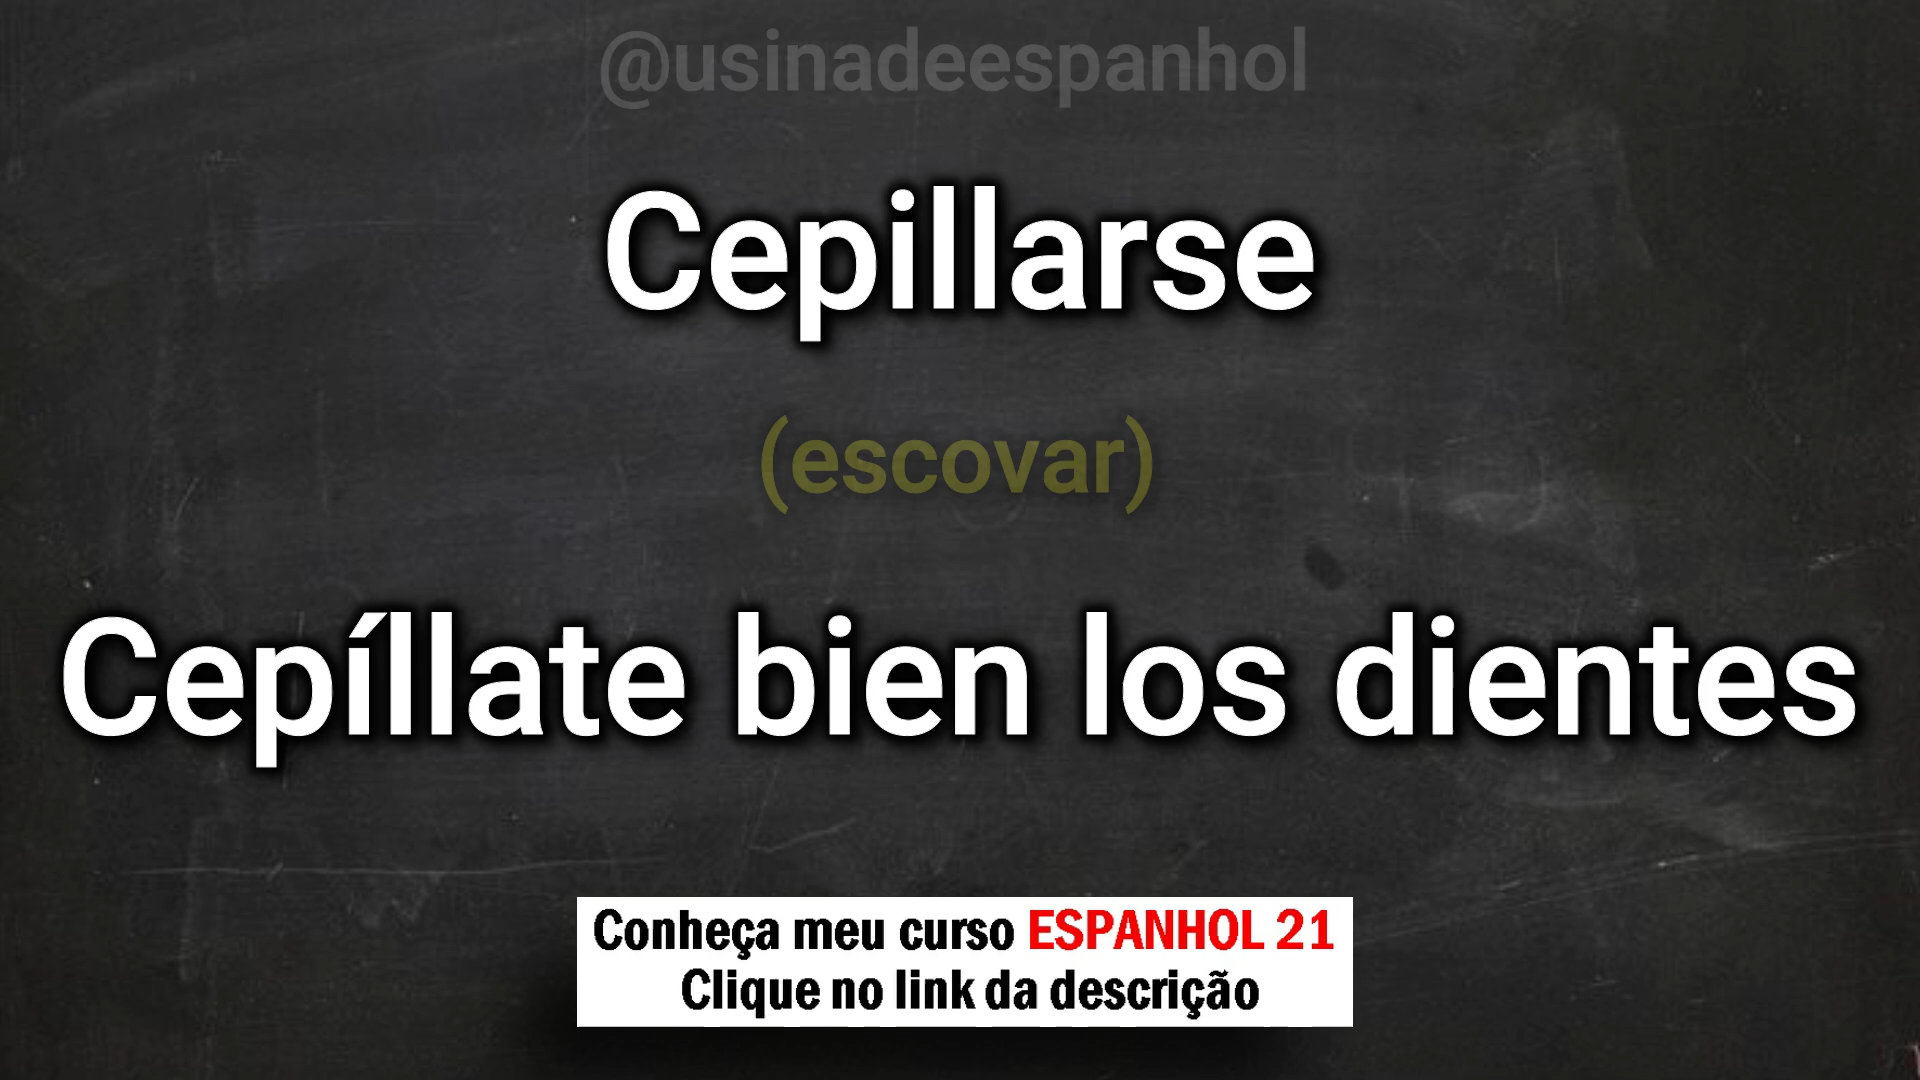 @usinadeespanhol
Cepillarse
(escovar)
Cepíllate bien los dientes
Conheça meu curso ESPANHOL 21
Clique no link da descrição